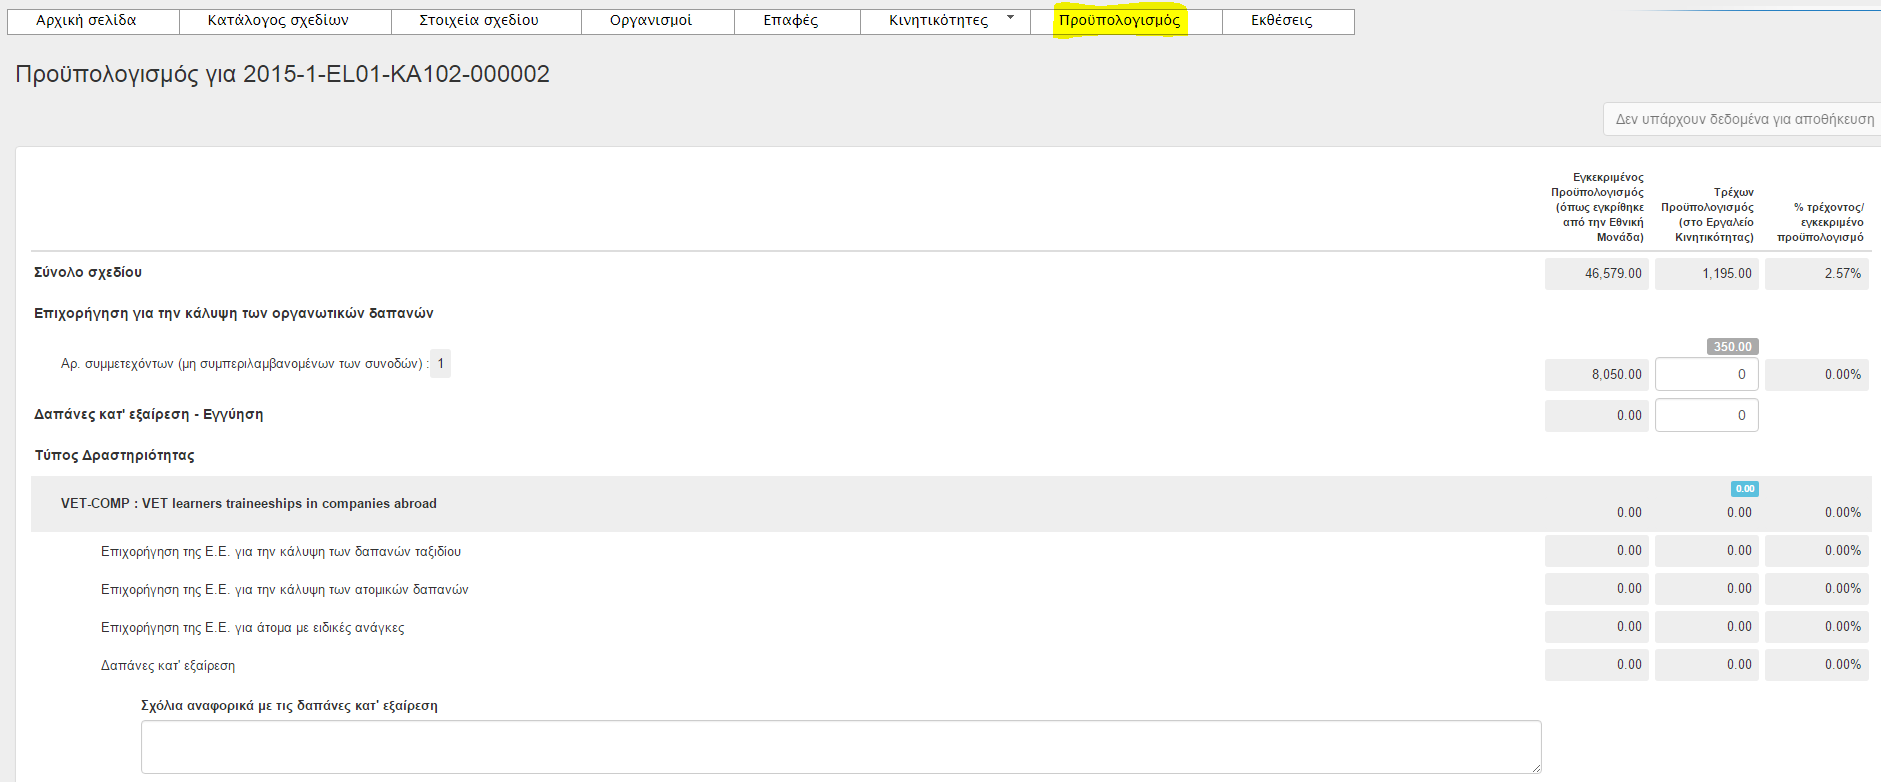 Αρχική σελίδα Κατάλογος σχεδίων Στοιχεία σχεδίου Οργανισμοί Επαφές Κινητικότητες Προϋπολογισμός Εκθέσεις
Προϋπολογισμός για 2015-1-EL01-KA102-000002
Δεν υπάρχουν δεδομένα για αποθήκευση
Εγκεκριμένος
Προϋπολογισμός
(όπως εγκρίθηκε
από την Εθνική
Μονάδα)
Τρέχων
Προϋπολογισμός
(στο Εργαλείο
Κινητικότητας)
% τρέχοντος/
εγκεκριμένο
προϋπολογισμό
Σύνολο σχεδίου 46,579.00 1,195.00 2.57%
Επιχορήγηση για την κάλυψη των οργανωτικών δαπανών
350.00
Αρ. συμμετεχόντων (μη συμπεριλαμβανομένων των συνοδών) : 1 8,050.00 0 0.00%
Δαπάνες κατ' εξαίρεση - Εγγύηση 0.00 0
Τύπος Δραστηριότητας
0.00
VET-COMP : VET learners traineeships in companies abroad 0.00 0.00 0.00%
Επιχορήγηση της Ε.Ε. για την κάλυψη των δαπανών ταξιδίου 0.00 0.00 0.00%
Επιχορήγηση της Ε.Ε. για την κάλυψη των ατομικών δαπανών 0.00 0.00 0.00%
Επιχορήγηση της Ε.Ε. για άτομα με ειδικές ανάγκες 0.00 0.00 0.00%
Δαπάνες κατ' εξαίρεση 0.00 0.00 0.00%
Σχόλια αναφορικά με τις δαπάνες κατ' εξαίρεση